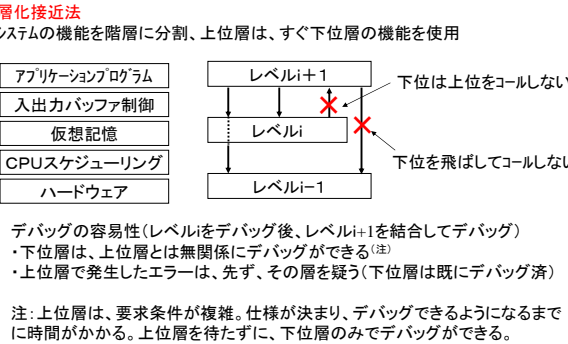 層化接近法
システムの機能を階層に分割、上位層は、すぐ下位層の機能を使用
アプリケーションプログラム
入出力バッファ制御
仮想記憶
CPUスケジューリング
ハードウェア
レベルi+1
レベルi
レベルi-1
下位は上位をコールしない
下位を飛ばしてコールしない
デバッグの容易性(レベルiをデバッグ後、レベルi+1を結合してデバッグ)
・下位層は、上位層とは無関係にデバッグができる(注)
・上位層で発生したエラーは、先ず、その層を疑う(下位層は既にデバッグ済)
注:上位層は、要求条件が複雑。仕様が決まり、デバッグできるようになるまで
に時間がかかる。上位層を待たずに、下位層のみでデバッグができる。